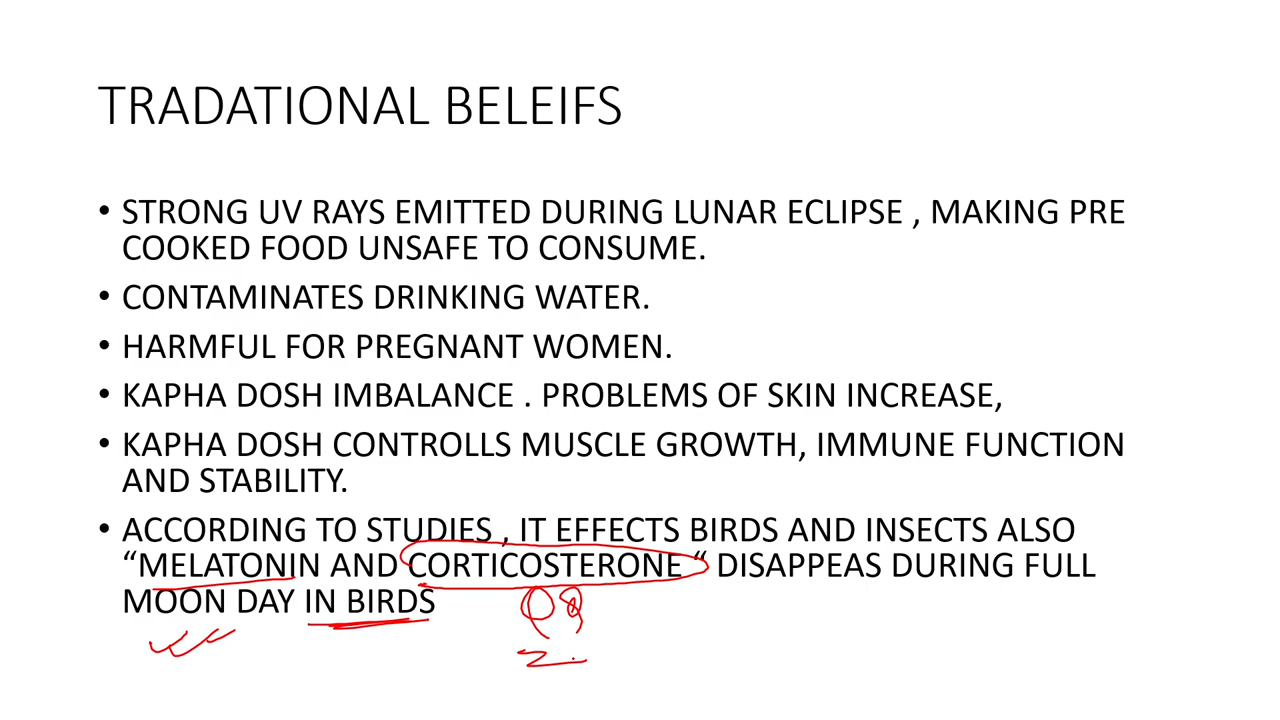 TRADATIONAL BELEIFS
• STRONG UV RAYS EMITTED DURING LUNAR ECLIPSE , MAKING PRE
COOKED FOOD UNSAFE TO CONSUME.
• CONTAMINATES DRINKING WATER.
• HARMFUL FOR PREGNANT WOMEN.
• KAPHA DOSH IMBALANCE . PROBLEMS OF SKIN INCREASE,
• KAPHA DOSH CONTROLLS MUSCLE GROWTH, IMMUNE FUNCTION
AND STABILITY.
• ACCORDING TO STUDIES , IT EFFECTS BIRDS AND INSECTS ALSO
“MELATONIN AND CORTICOSTERONE “ DISAPPEAS DURING FULL
MOON DAY IN BIRDS